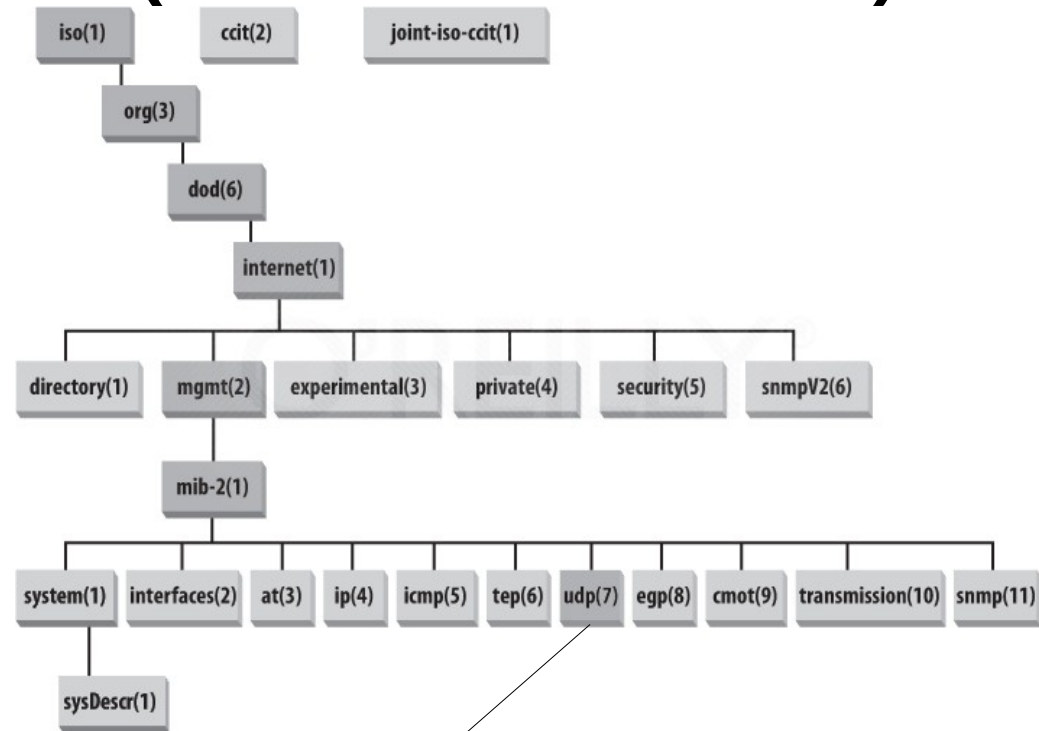 iso(1) ccit(2) joint-iso-ccit(1)
org(3)
dod(6)
internet(1)
directory(1) mgmt(2) experimental(3) private(4) security(5) snmpV2(6)
mib-2(1)
system(1) interfaces(2) at(3) ip(4) icmp(5) tep(6) udp(7) egp(8) cmot(9) transmission(10) snmp(11)
sysDescr(1)